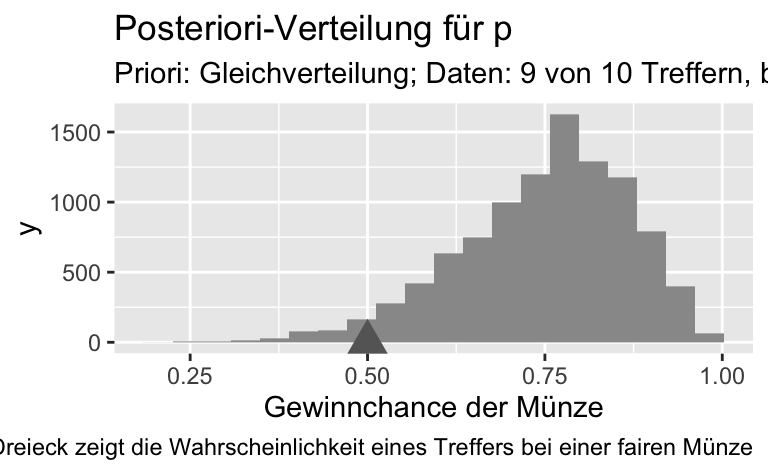 Posteriori-Verteilung für p
Priori: Gleichverteilung; Daten: 9 von 10 Treffern,
1500
1000
500
0
y
0.25 0.50 0.75 1.00
Gewinnchance der Münze
Dreieck zeigt die Wahrscheinlichkeit eines Treffers bei einer fairen Münze